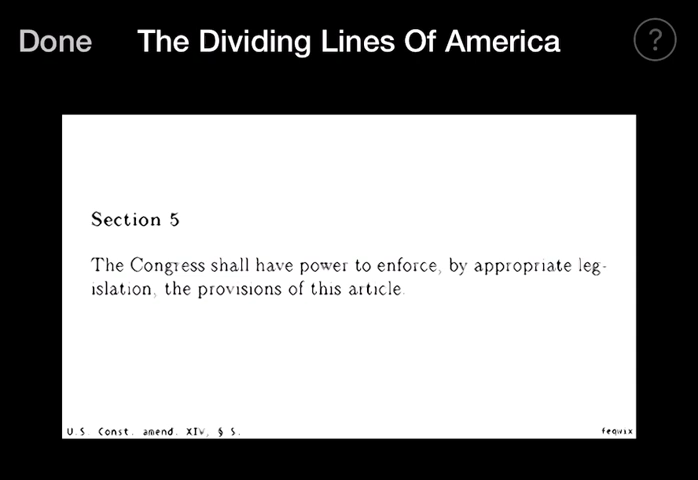 Done The Dividing Lines Of America ?
Section 5
The Congress shall have power to enforce, by appropriate leg-
islation, the provisions of this article.
U.S. Const. amend. XIV, § 5. feqwix